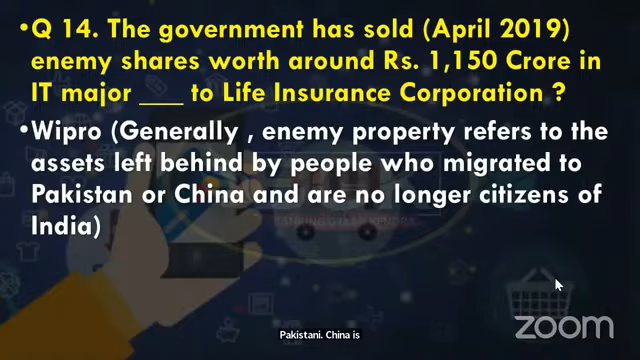 •Q 14. The government has sold (April 2019)
enemy shares worth around Rs. 1,150 Crore in
IT major ___ to Life Insurance Corporation ?
•Wipro (Generally , enemy property refers to the
assets left behind by people who migrated to
Pakistan or China and are no longer citizens of
India)
zoom
Pakistani. China is